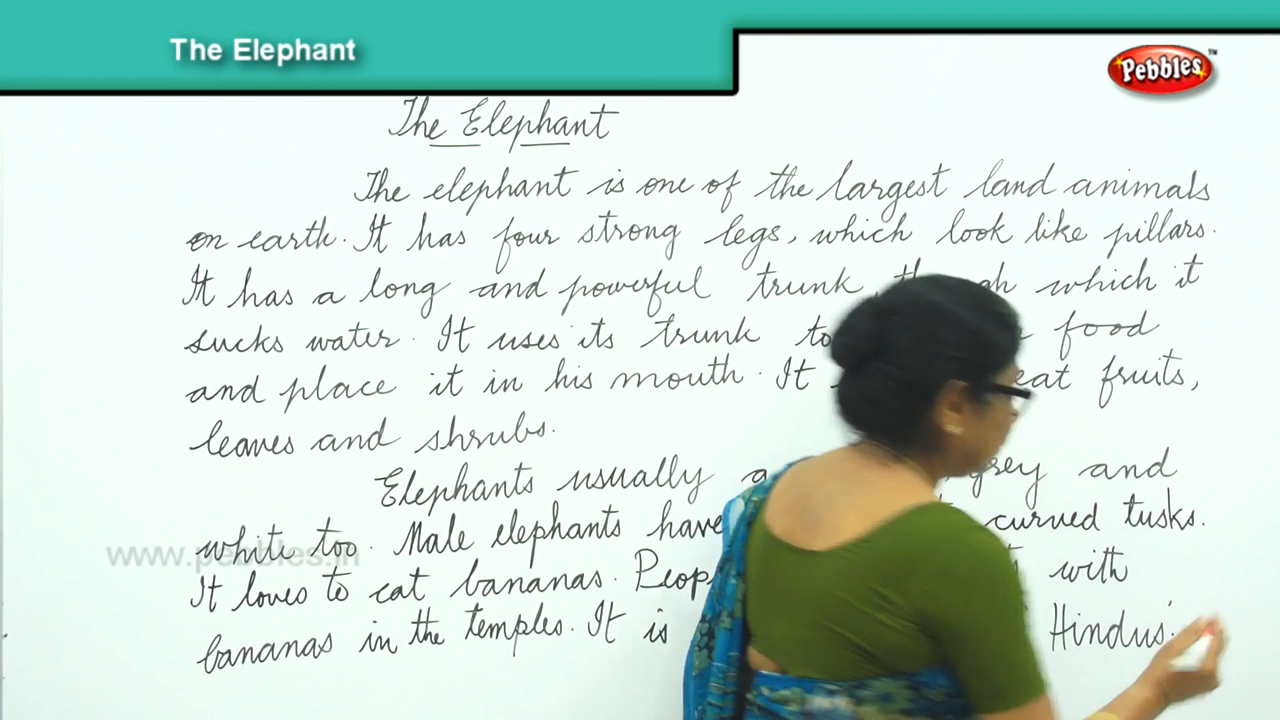 The Elephant
Pebbles™
The Elephant
The elephant is one of the largest land animals
on earth. It has four strong legs, which look like pillars.
It has a long and powerful trunk, which it
sucks water. It uses its trunk to food
and place it in his mouth. It eat fruits,
leaves and shrubs.
Elephants usually grey and
white too. Male elephants have curved tusks.
It loves to eat bananas. with
bananas in the temples. It is Hindus'.
www.pebbles.in